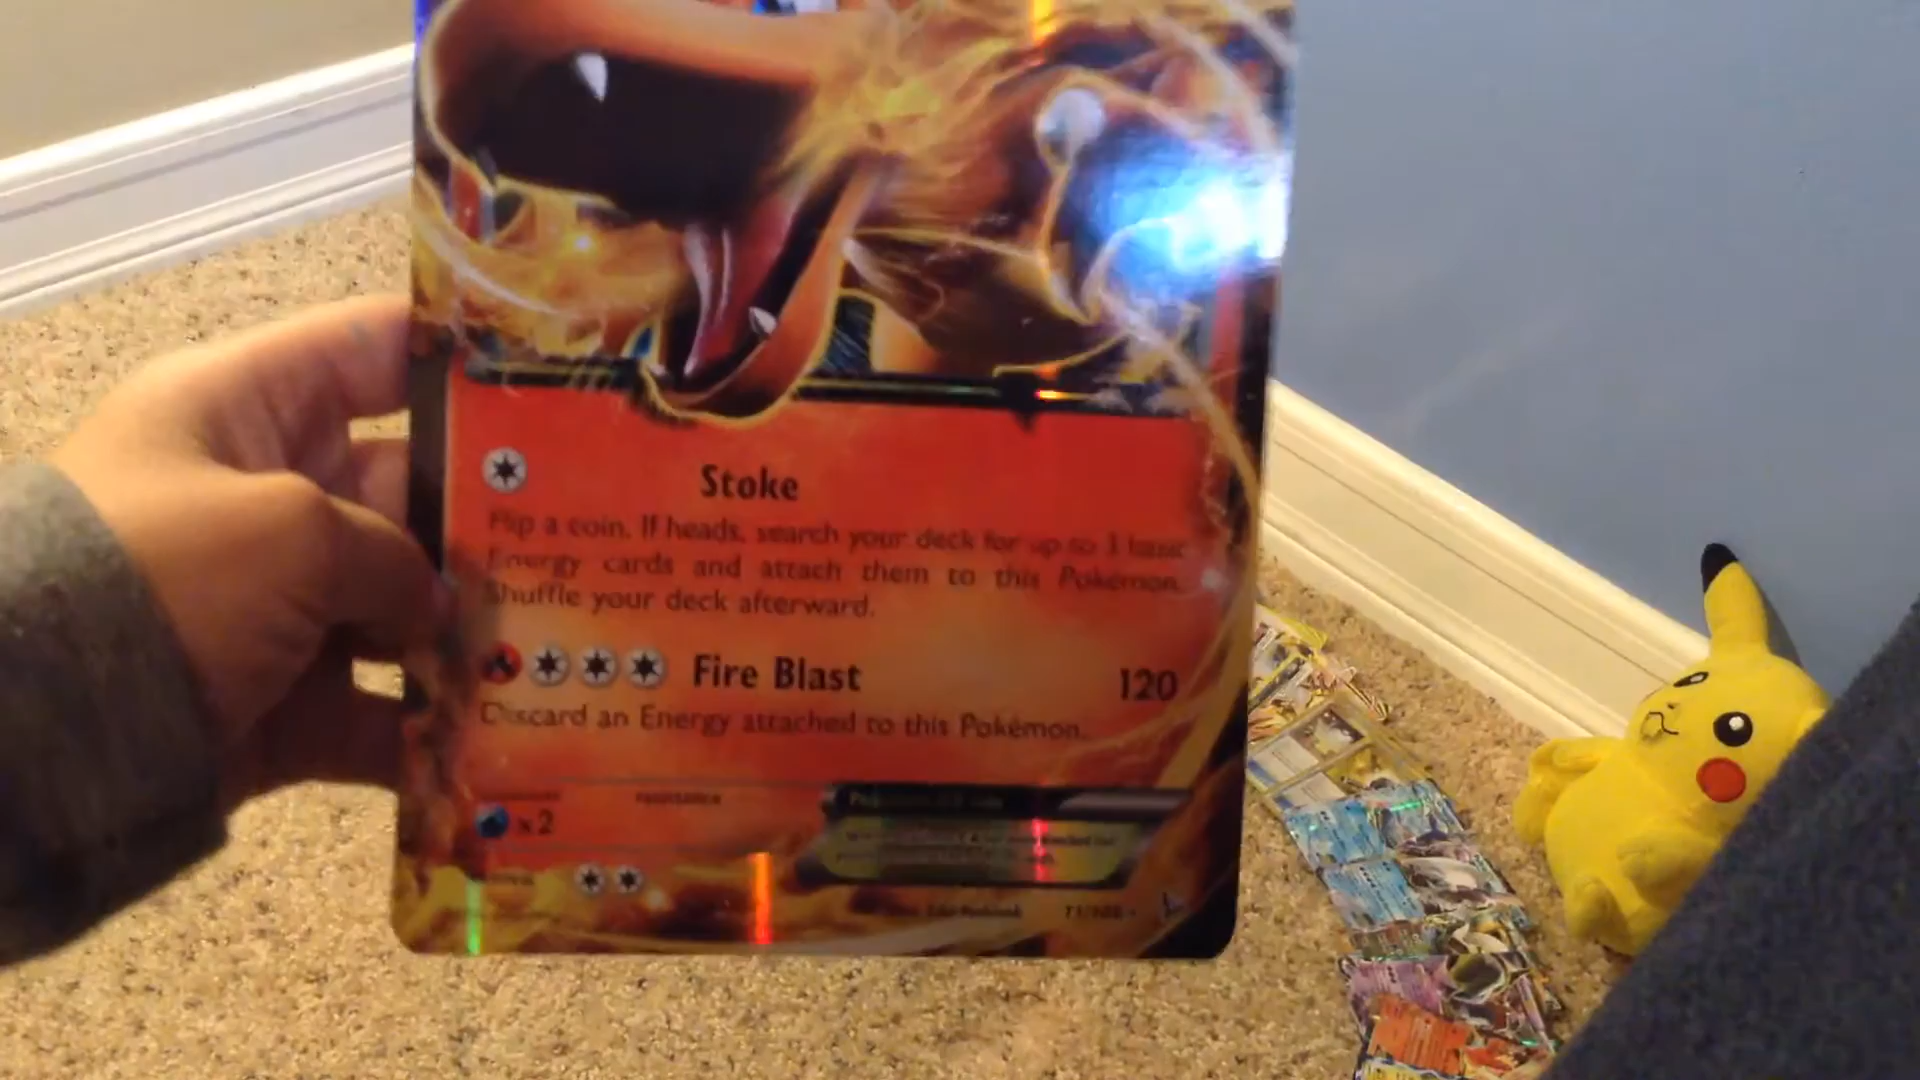 Stoke
Flip a coin. If heads, search your deck for up to 3 basic
Energy cards and attach them to this Pokémon.
Shuffle your deck afterward.
Fire Blast 120
Discard an Energy attached to this Pokémon.
resistance
x2